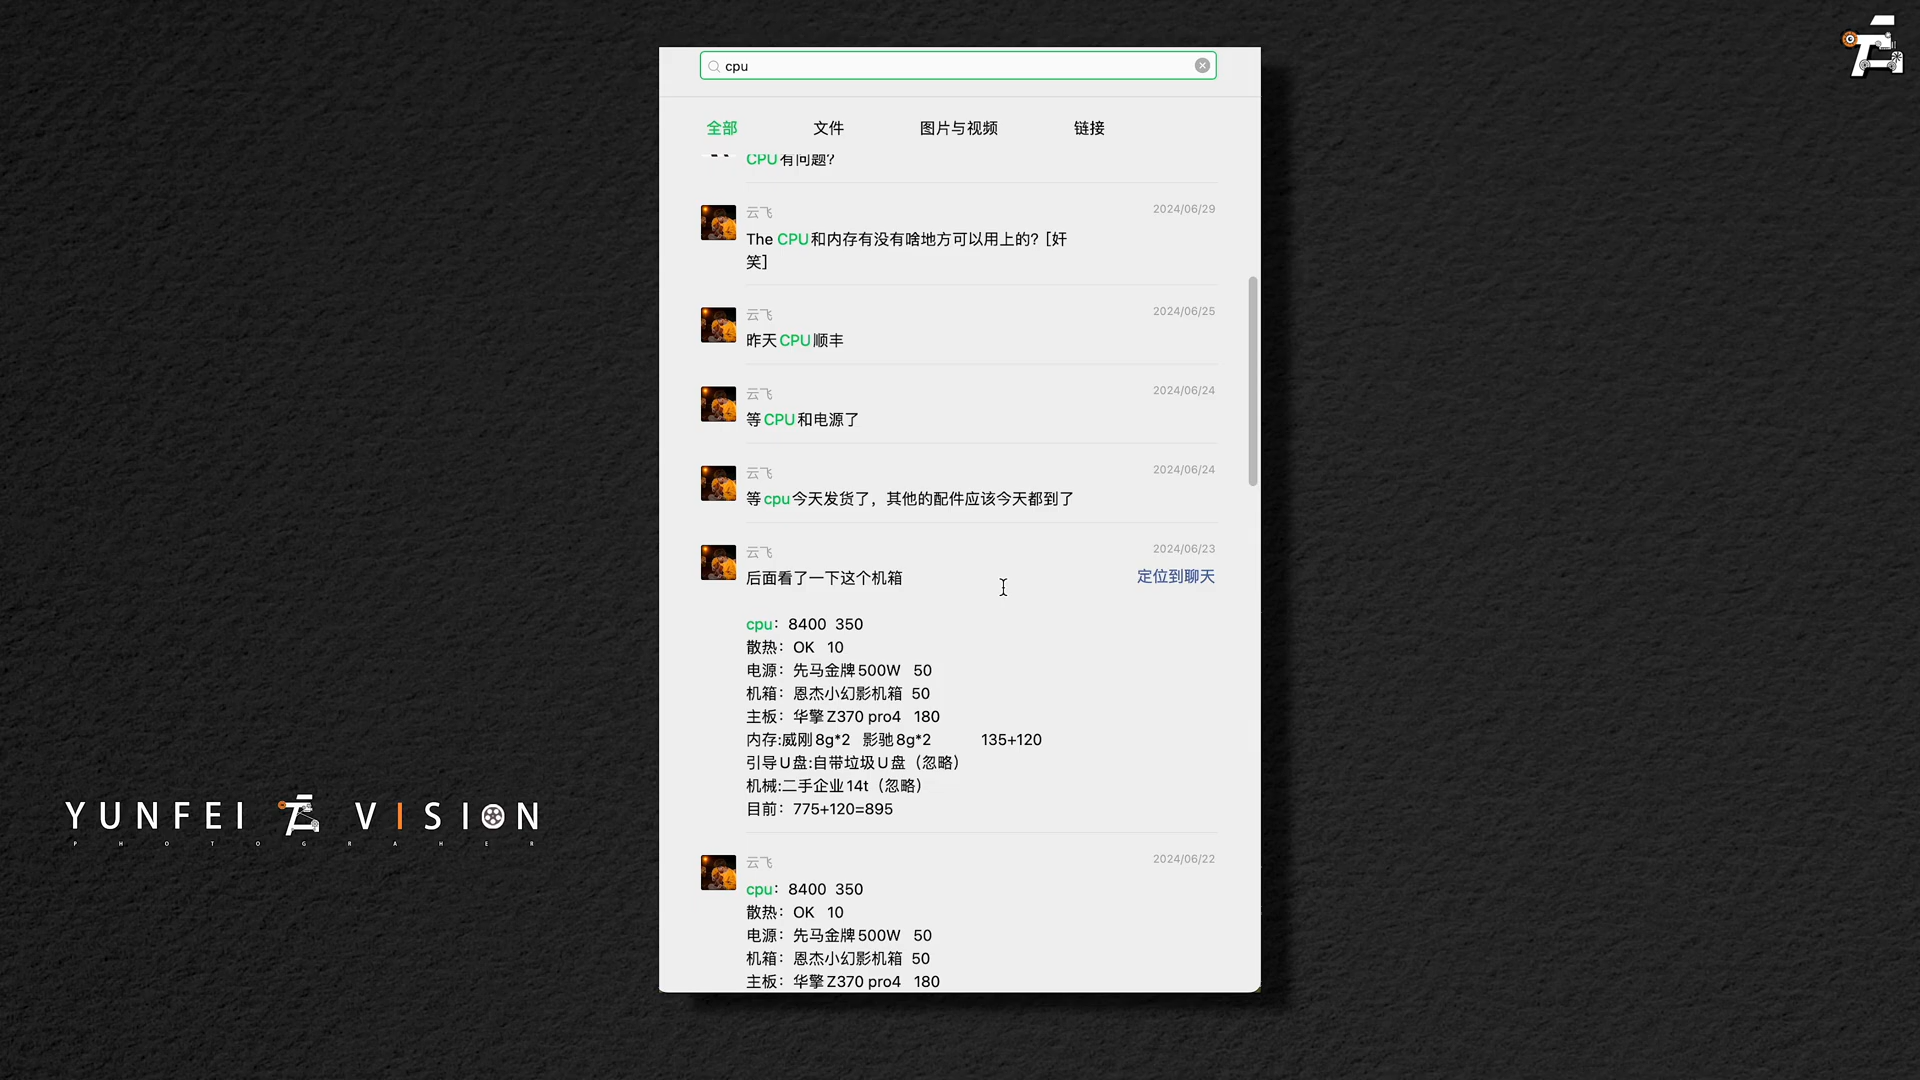 cpu
全部 文件 图片与视频 链接
CPU有问题?
云飞 2024/06/29
The CPU和内存有没有啥地方可以用上的? [奸
笑]
云飞 2024/06/25
昨天CPU顺丰
云飞 2024/06/24
等CPU和电源了
云飞 2024/06/24
等cpu今天发货了，其他的配件应该今天都到了
云飞 2024/06/23
后面看了一下这个机箱 定位到聊天
cpu：8400 350
散热：OK 10
电源：先马金牌500W 50
机箱：恩杰小幻影机箱 50
主板：华擎Z370 pro4 180
内存:威刚8g*2 影驰8g*2 135+120
引导U盘:自带垃圾U盘（忽略）
机械:二手企业14t（忽略）
目前：775+120=895
云飞 2024/06/22
cpu：8400 350
散热：OK 10
电源：先马金牌500W 50
机箱：恩杰小幻影机箱 50
主板：华擎Z370 pro4 180
YUNFEI VISION
PHOTOGRAHER